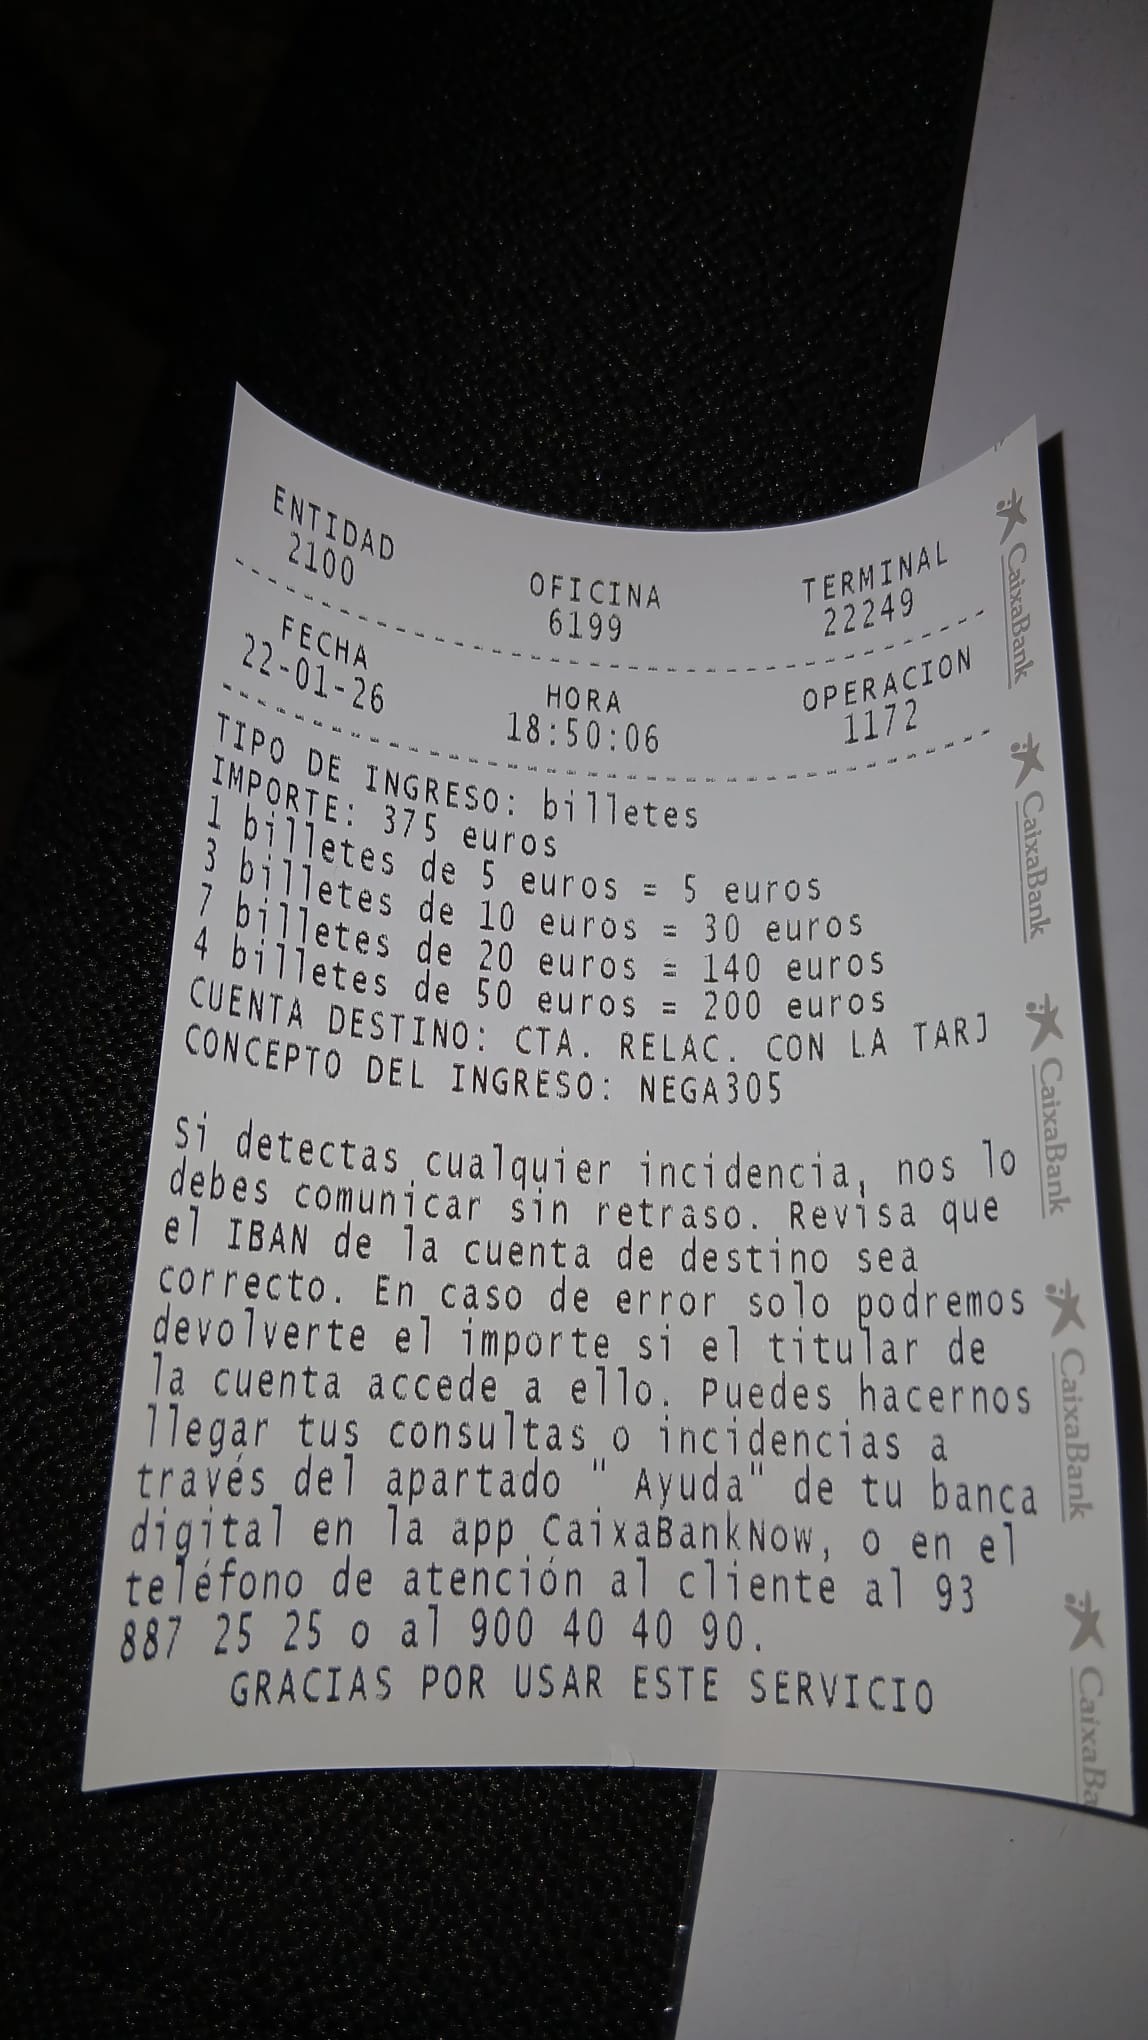 ENTIDAD OFICINA TERMINAL
2100 6199 22249
FECHA HORA OPERACION
22-01-26 18:50:06 1172
TIPO DE INGRESO: billetes
IMPORTE: 375 euros
1 billetes de 5 euros = 5 euros
3 billetes de 10 euros = 30 euros
7 billetes de 20 euros = 140 euros
4 billetes de 50 euros = 200 euros
CUENTA DESTINO: CTA. RELAC. CON LA TARJ
CONCEPTO DEL INGRESO: NEGA305
Si detectas cualquier incidencia, nos lo
debes comunicar sin retraso. Revisa que
el IBAN de la cuenta de destino sea
correcto. En caso de error solo podremos
devolverte el importe si el titular de
la cuenta accede a ello. Puedes hacernos
llegar tus consultas o incidencias a
través del apartado " Ayuda" de tu banca
digital en la app CaixaBankNow, o en el
teléfono de atención al cliente al 93
887 25 25 o al 900 40 40 90.
GRACIAS POR USAR ESTE SERVICIO
CaixaBank
CaixaBank
CaixaBank
CaixaBank
CaixaBa